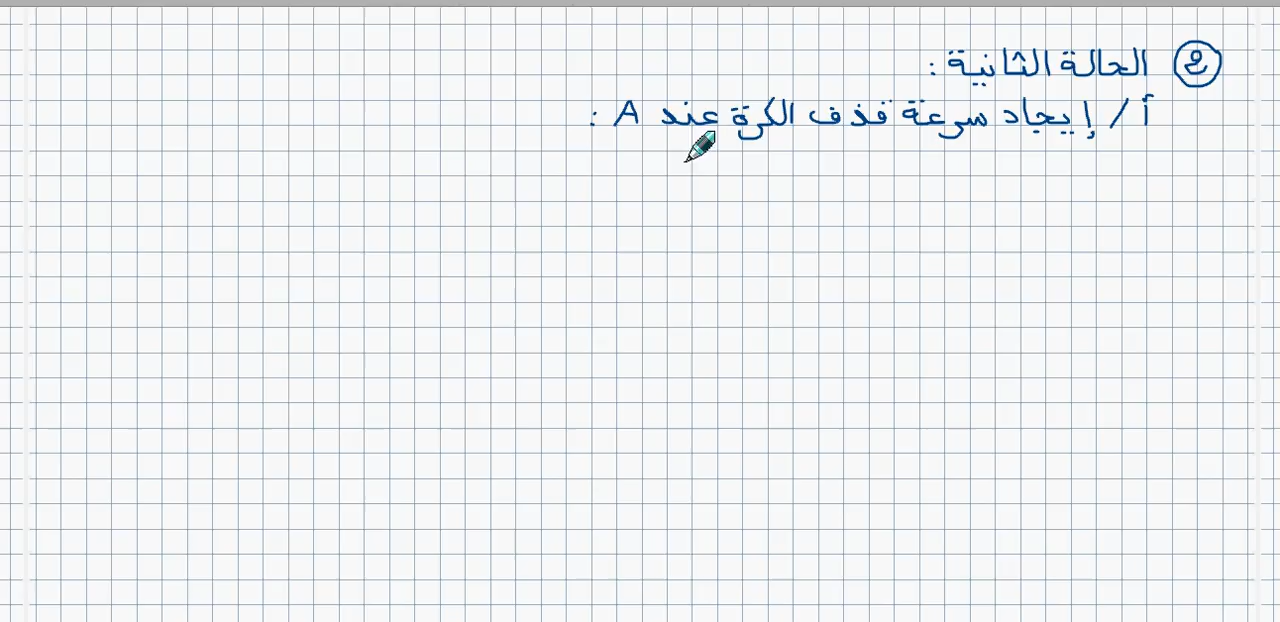 ② الحالة الثانية :
أ / إيجاد سرعة قذف الكرة عند A :